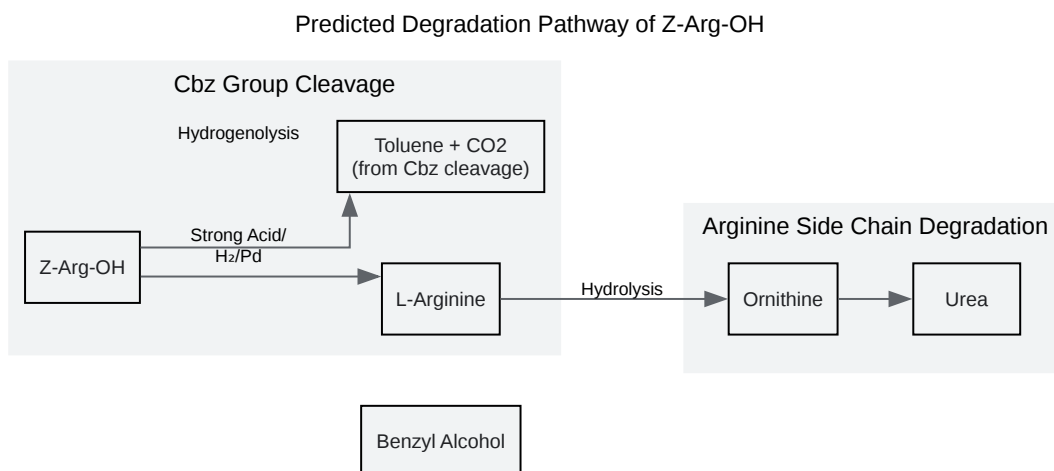 Predicted Degradation Pathway of Z-Arg-OH
Cbz Group Cleavage
Hydrogenolysis
Toluene + CO2
(from Cbz cleavage)
Z-Arg-OH
Strong Acid/
H₂/Pd
L-Arginine
Hydrolysis
Arginine Side Chain Degradation
Ornithine
Urea
Benzyl Alcohol